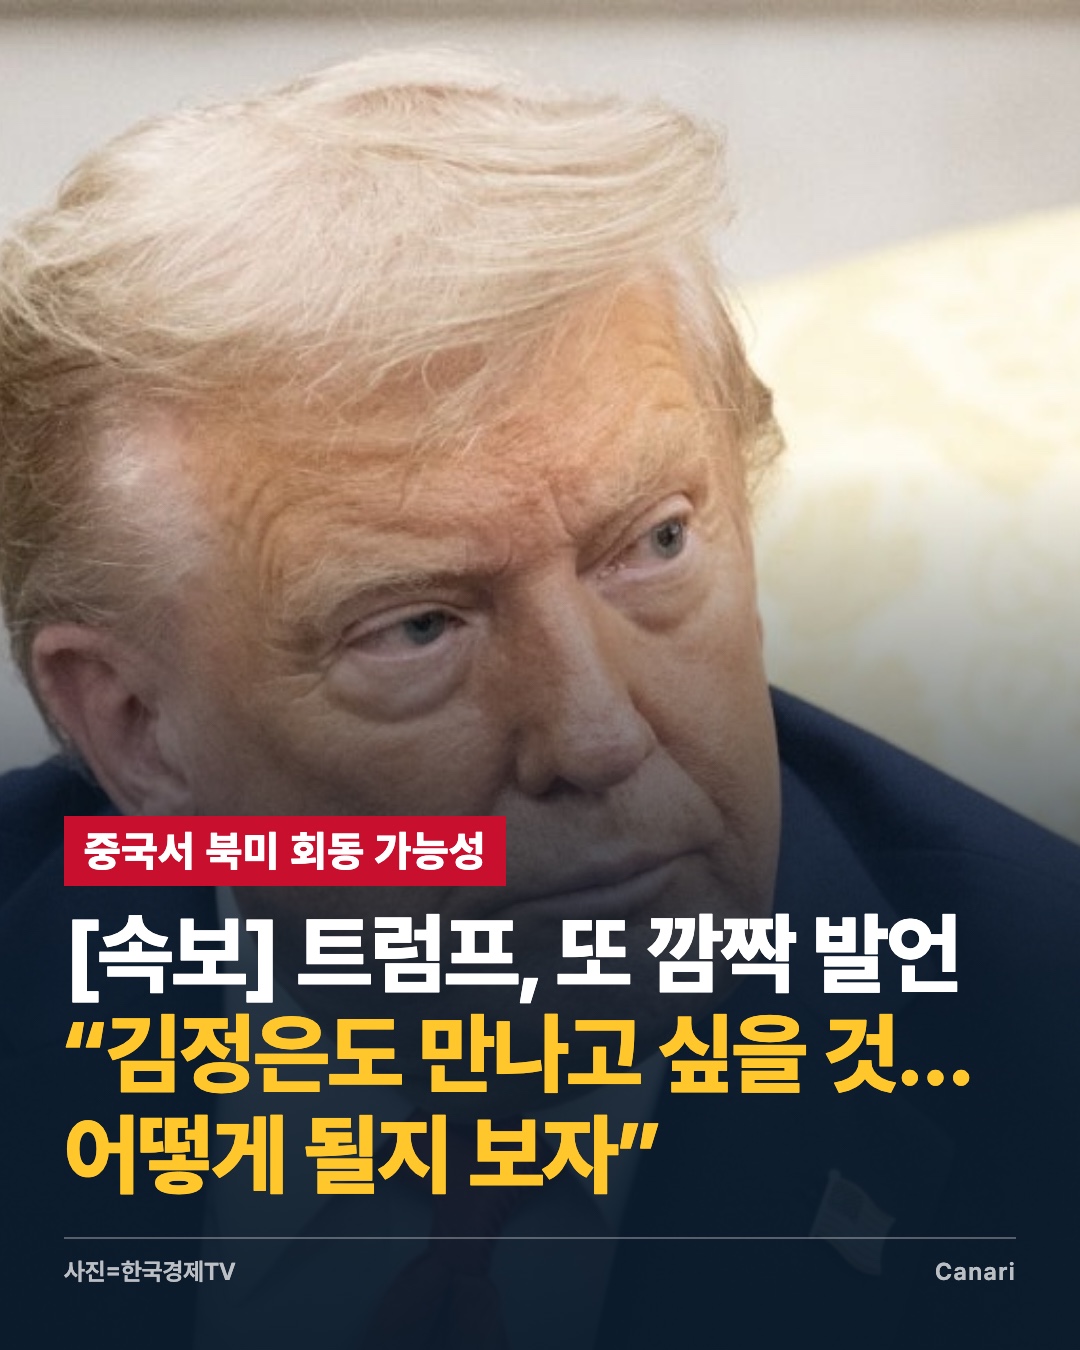 중국서 북미 회동 가능성
[속보] 트럼프, 또 깜짝 발언
“김정은도 만나고 싶을 것...
어떻게 될지 보자”
사진=한국경제TV
Canari